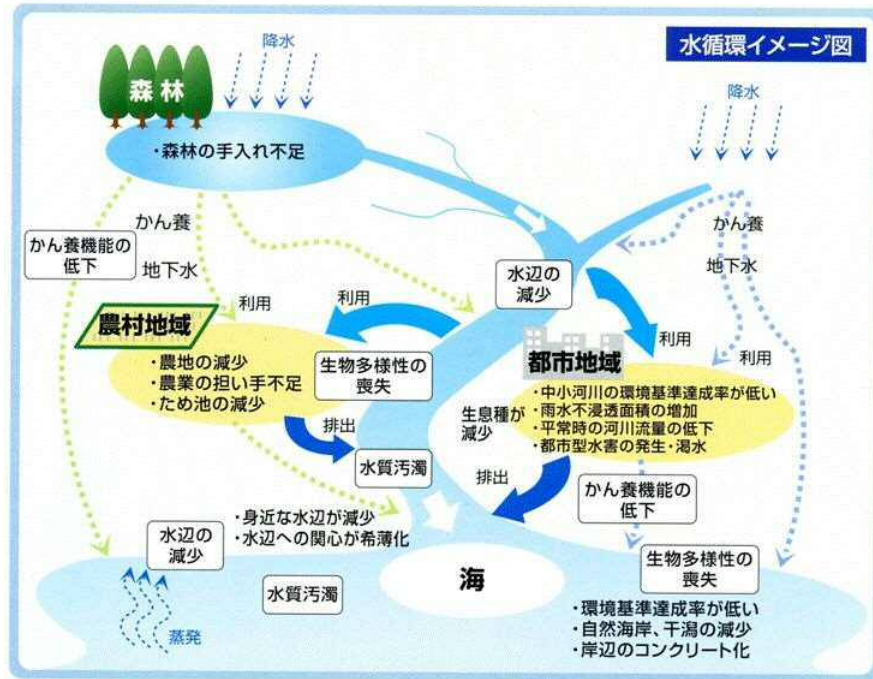 水循環イメージ図
降水
森林
降水
・森林の手入れ不足
かん養
かん養機能の
低下
地下水
かん養
地下水
水辺の
減少
利用
利用
農村地域
・農地の減少
・農業の担い手不足
・ため池の減少
生物多様性の
喪失
都市地域
利用
・中小河川の環境基準達成率が低い
・雨水不浸透面積の増加
・平常時の河川流量の低下
・都市型水害の発生・渇水
生息種が
減少
排出
水質汚濁
排出
かん養機能の
低下
・身近な水辺が減少
・水辺への関心が希薄化
水辺の
減少
海
生物多様性の
喪失
水質汚濁
・環境基準達成率が低い
・自然海岸、干潟の減少
・岸辺のコンクリート化
蒸発